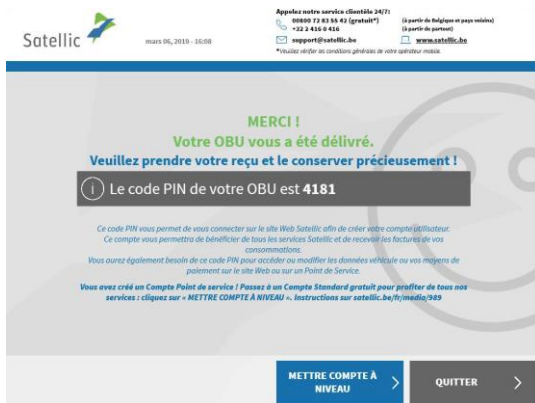 Satellic
mars 06, 2019 - 16:08
Appelez notre service clientèle 24/7:
00800 72 83 55 42 (gratuit*) (à partir de Belgique et pays voisins)
+32 2 416 0 416 (à partir de partout)
support@satellic.be www.satellic.be
*Veuillez vérifier les conditions générales de votre opérateur mobile.
MERCI !
Votre OBU vous a été délivré.
Veuillez prendre votre reçu et le conserver précieusement !
i Le code PIN de votre OBU est 4181
Ce code PIN vous permet de vous connecter sur le site Web Satellic afin de créer votre compte utilisateur.
Ce compte vous permettra de bénéficier de tous les services Satellic et de recevoir les factures de vos
consommations.
Vous aurez également besoin de ce code PIN pour accéder ou modifier les données véhicule ou vos moyens de
paiement sur le site Web ou sur un Point de Service.
Vous avez créé un Compte Point de service ! Passez à un Compte Standard gratuit pour profiter de tous nos
services : cliquez sur « METTRE COMPTE À NIVEAU ». Instructions sur satellic.be/fr/media/989
METTRE COMPTE À
NIVEAU
QUITTER